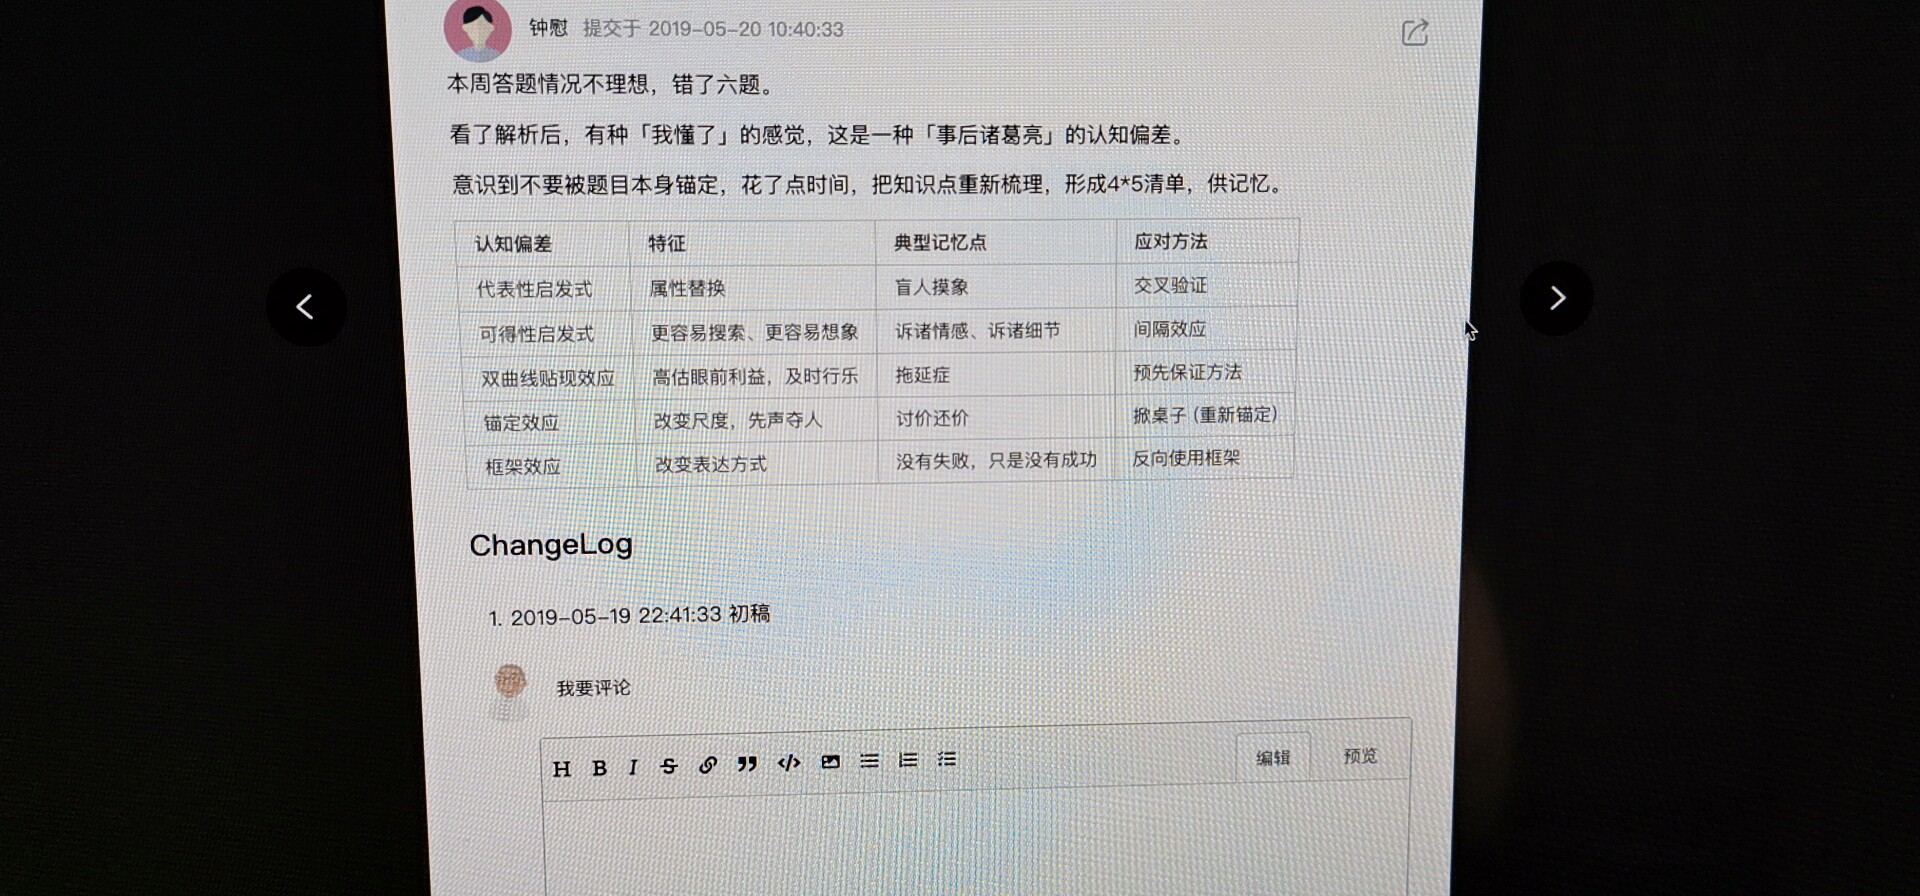 钟慰 提交于 2019-05-20 10:40:33
本周答题情况不理想，错了六题。
看了解析后，有种「我懂了」的感觉，这是一种「事后诸葛亮」的认知偏差。
意识到不要被题目本身锚定，花了点时间，把知识点重新梳理，形成4*5清单，供记忆。
认知偏差 特征 典型记忆点 应对方法
代表性启发式 属性替换 盲人摸象 交叉验证
可得性启发式 更容易搜索、更容易想象 诉诸情感、诉诸细节 间隔效应
双曲线贴现效应 高估眼前利益，及时行乐 拖延症 预先保证方法
锚定效应 改变尺度，先声夺人 讨价还价 掀桌子 (重新锚定)
框架效应 改变表达方式 没有失败，只是没有成功 反向使用框架
ChangeLog
1. 2019-05-19 22:41:33 初稿
我要评论
H B I S 编辑 预览